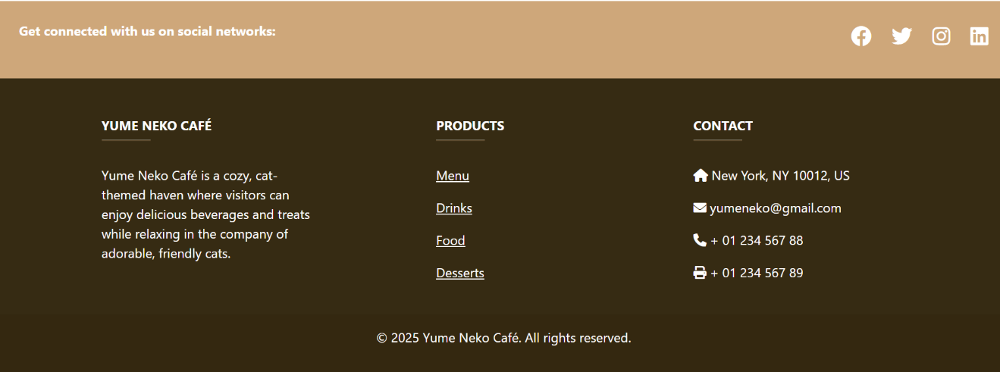 Get connected with us on social networks:
YUME NEKO CAFÉ
Yume Neko Café is a cozy, cat-
themed haven where visitors can
enjoy delicious beverages and treats
while relaxing in the company of
adorable, friendly cats.
PRODUCTS
Menu
Drinks
Food
Desserts
CONTACT
New York, NY 10012, US
yumeneko@gmail.com
+ 01 234 567 88
+ 01 234 567 89
© 2025 Yume Neko Café. All rights reserved.